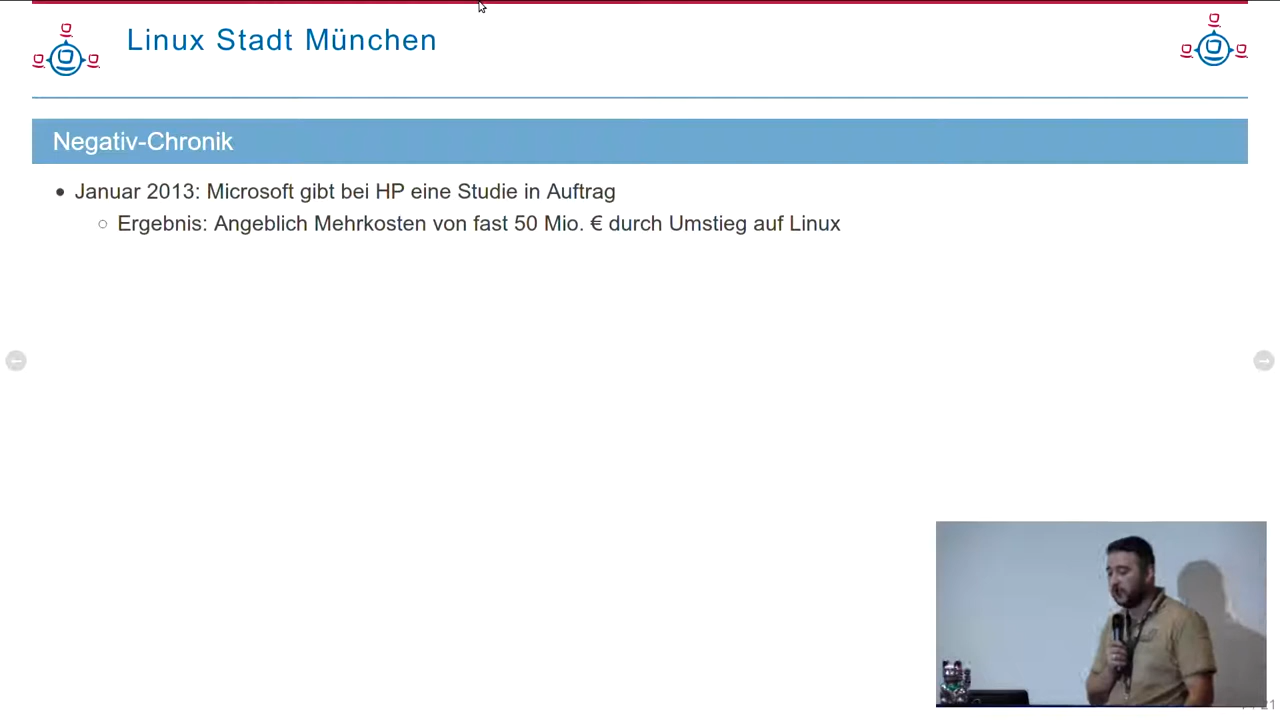 Linux Stadt München
Negativ-Chronik
• Januar 2013: Microsoft gibt bei HP eine Studie in Auftrag
○ Ergebnis: Angeblich Mehrkosten von fast 50 Mio. € durch Umstieg auf Linux